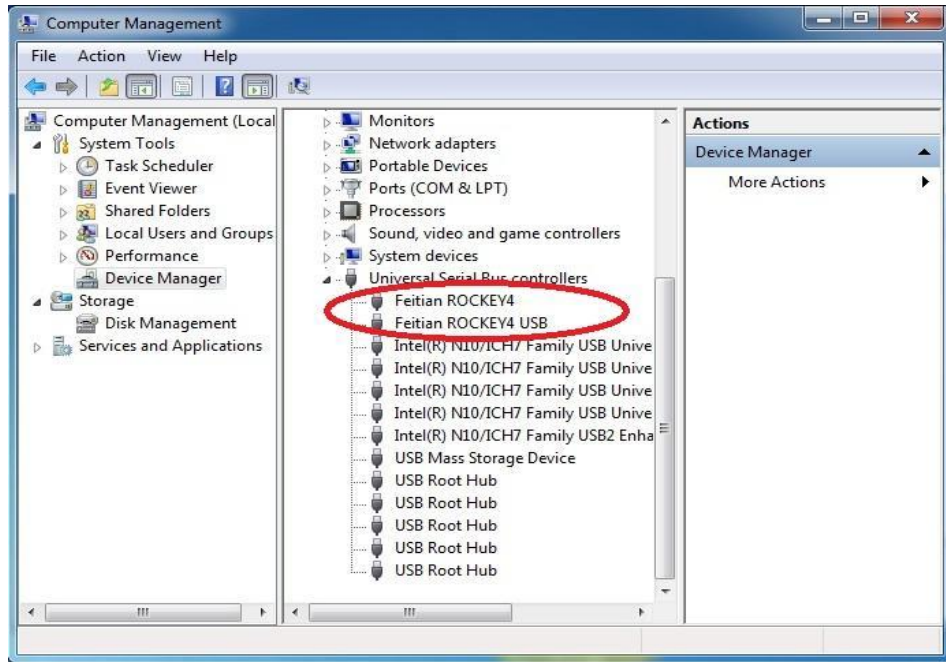 Computer Management
File Action View Help
Computer Management (Local
System Tools
Task Scheduler
Event Viewer
Shared Folders
Local Users and Groups
Performance
Device Manager
Storage
Disk Management
Services and Applications
Monitors
Network adapters
Portable Devices
Ports (COM & LPT)
Processors
Sound, video and game controllers
System devices
Universal Serial Bus controllers
Feitian ROCKEY4
Feitian ROCKEY4 USB
Intel(R) N10/ICH7 Family USB Unive
Intel(R) N10/ICH7 Family USB Unive
Intel(R) N10/ICH7 Family USB Unive
Intel(R) N10/ICH7 Family USB Unive
Intel(R) N10/ICH7 Family USB2 Enha
USB Mass Storage Device
USB Root Hub
USB Root Hub
USB Root Hub
USB Root Hub
USB Root Hub
Actions
Device Manager
More Actions